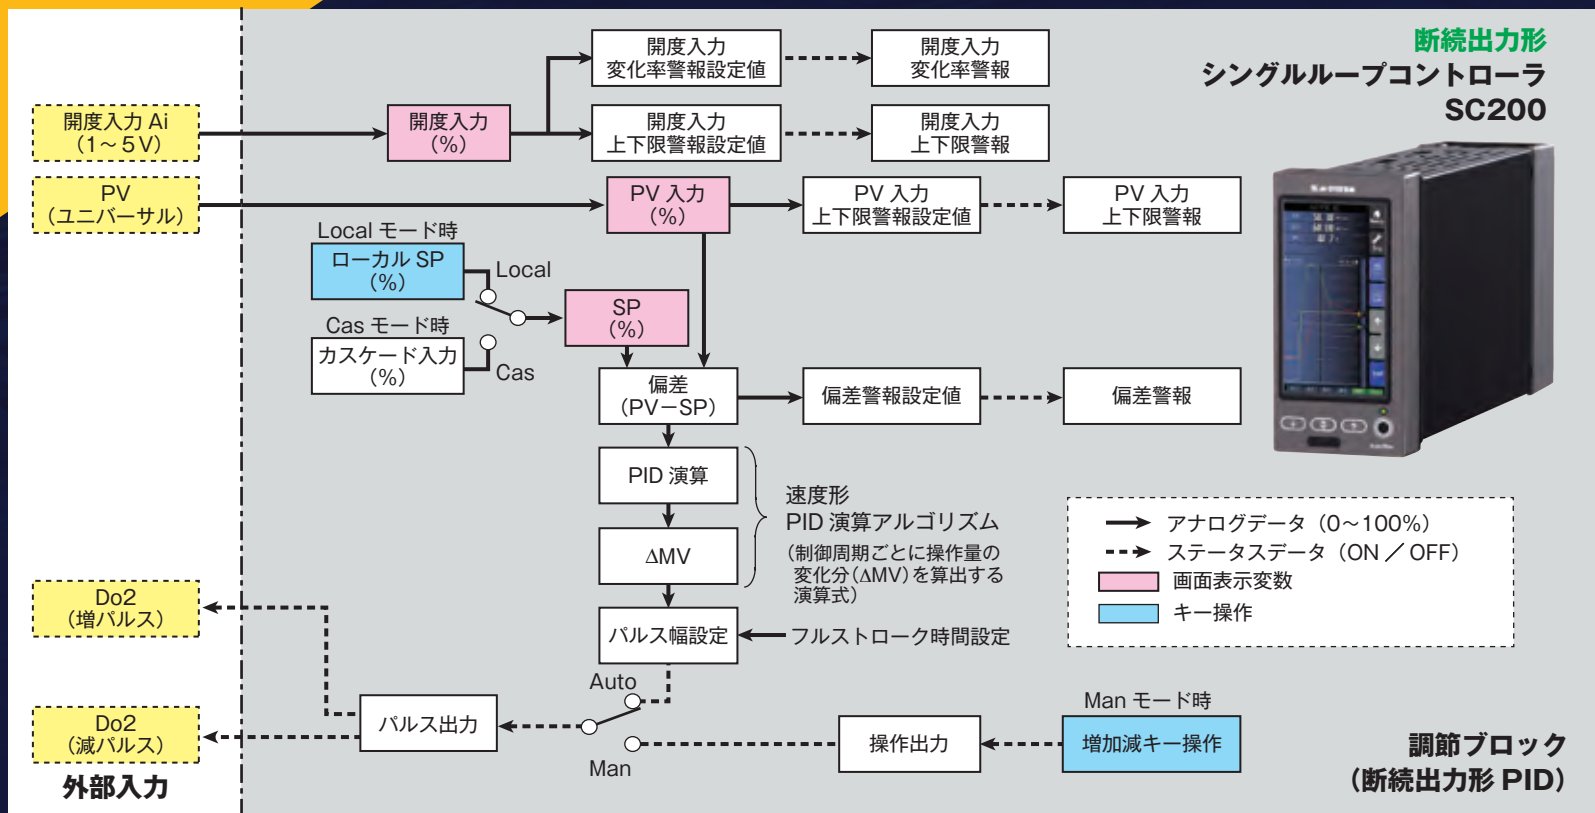 断続出力形
シングルループコントローラ
SC200
開度入力 Ai
（1～5V）
開度入力
（%）
開度入力
変化率警報設定値
開度入力
変化率警報
開度入力
上下限警報設定値
開度入力
上下限警報
PV
（ユニバーサル）
PV 入力
（%）
PV 入力
上下限警報設定値
PV 入力
上下限警報
Local モード時
ローカル SP
（%）
Local
SP
（%）
Cas モード時
カスケード入力
（%）
Cas
偏差
（PV－SP）
偏差警報設定値
偏差警報
PID 演算
ΔMV
速度形
PID 演算アルゴリズム
（制御周期ごとに操作量の
変化分（ΔMV）を算出する
演算式）
アナログデータ（0～100%）
ステータスデータ（ON ／ OFF）
画面表示変数
キー操作
Do2
（増パルス）
パルス幅設定
フルストローク時間設定
Auto
Do2
（減パルス）
パルス出力
Man
操作出力
Man モード時
増加減キー操作
外部入力
調節ブロック
（断続出力形 PID）